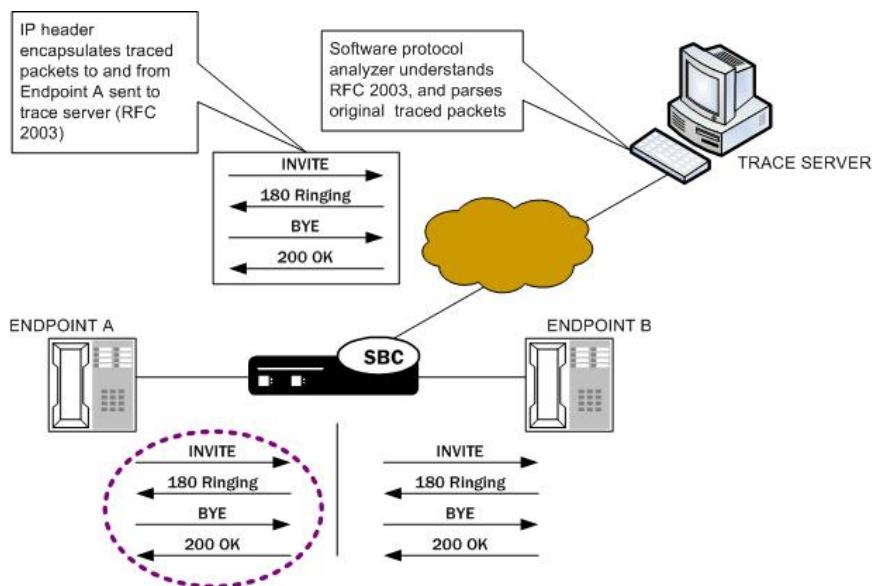 IP header
encapsulates traced
packets to and from
Endpoint A sent to
trace server (RFC
2003)
Software protocol
analyzer understands
RFC 2003, and parses
original traced packets
TRACE SERVER
INVITE
180 Ringing
BYE
200 OK
ENDPOINT A
SBC
ENDPOINT B
INVITE
180 Ringing
BYE
200 OK
INVITE
180 Ringing
BYE
200 OK